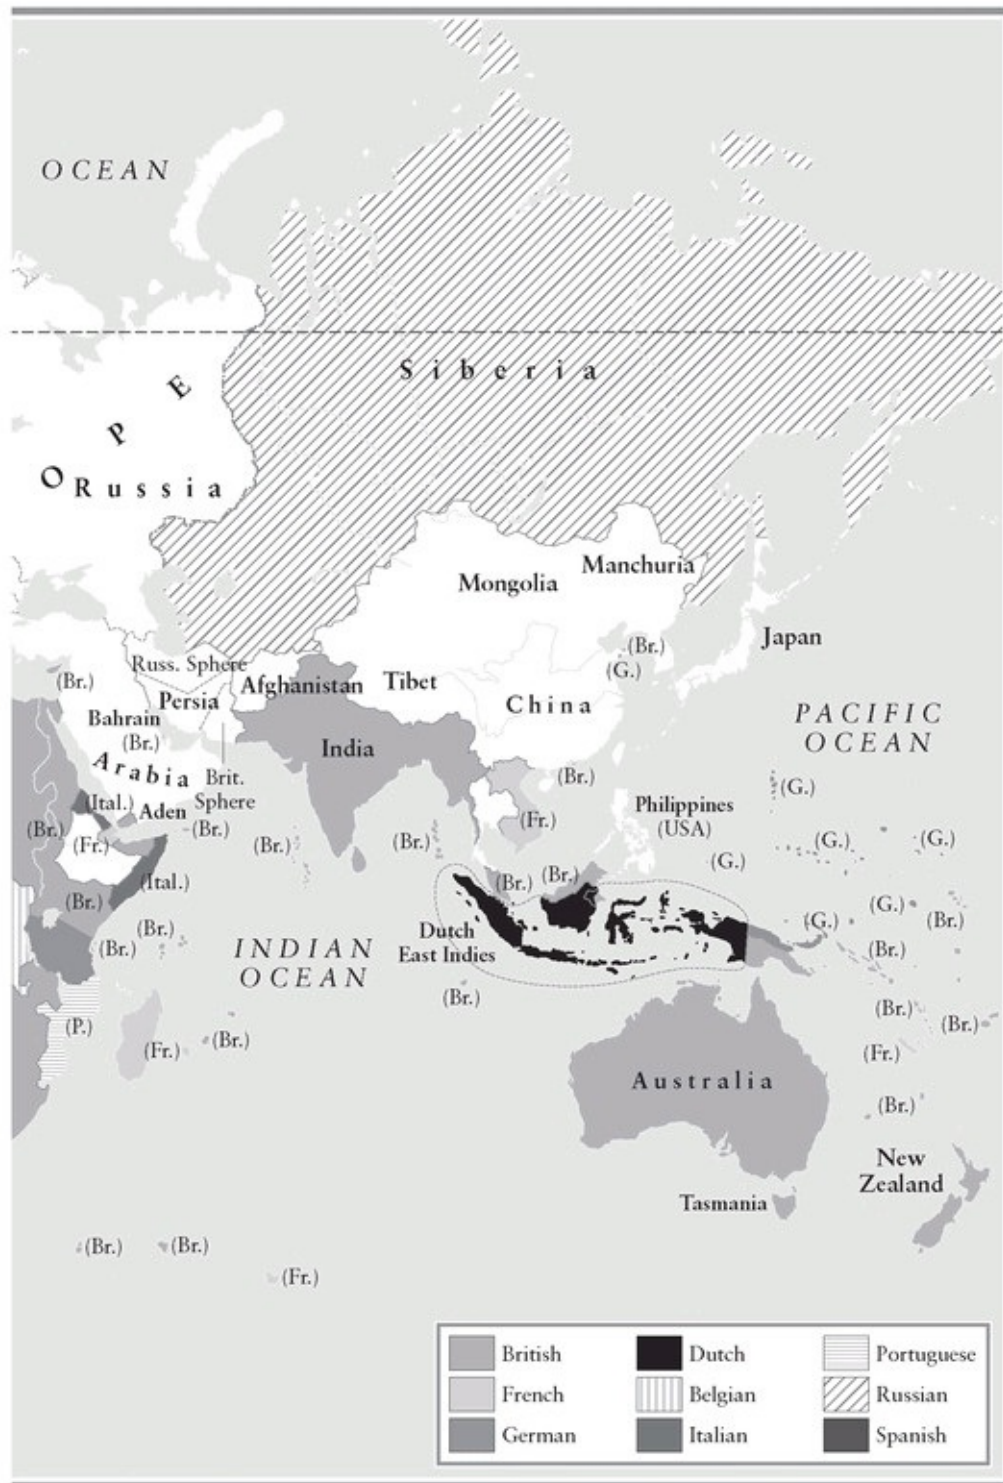 OCEAN
O P E
Russia
Siberia
Mongolia
Manchuria
Japan
(Br.)
(G.)
Russ. Sphere
(Br.)
Persia
Afghanistan
Tibet
China
Bahrain
(Br.)
India
PACIFIC
OCEAN
Arabia
Brit.
Sphere
(Br.)
(G.)
(Ital.)
Aden
(Br.)
(Br.)
(Fr.)
(Br.)
(Br.)
(Fr.)
Philippines
(USA)
(G.)
(G.)
(G.)
(Ital.)
(Br.)
(Br.)
(Br.)
(G.)
(Br.)
(Br.)
(Br.)
(G.)
Dutch
East Indies
INDIAN
OCEAN
(Br.)
(Br.)
(P.)
(Fr.)
(Br.)
(Br.)
(Br.)
(Fr.)
Australia
(Br.)
New
Zealand
Tasmania
(Br.)
(Br.)
(Fr.)
British
Dutch
Portuguese
French
Belgian
Russian
German
Italian
Spanish